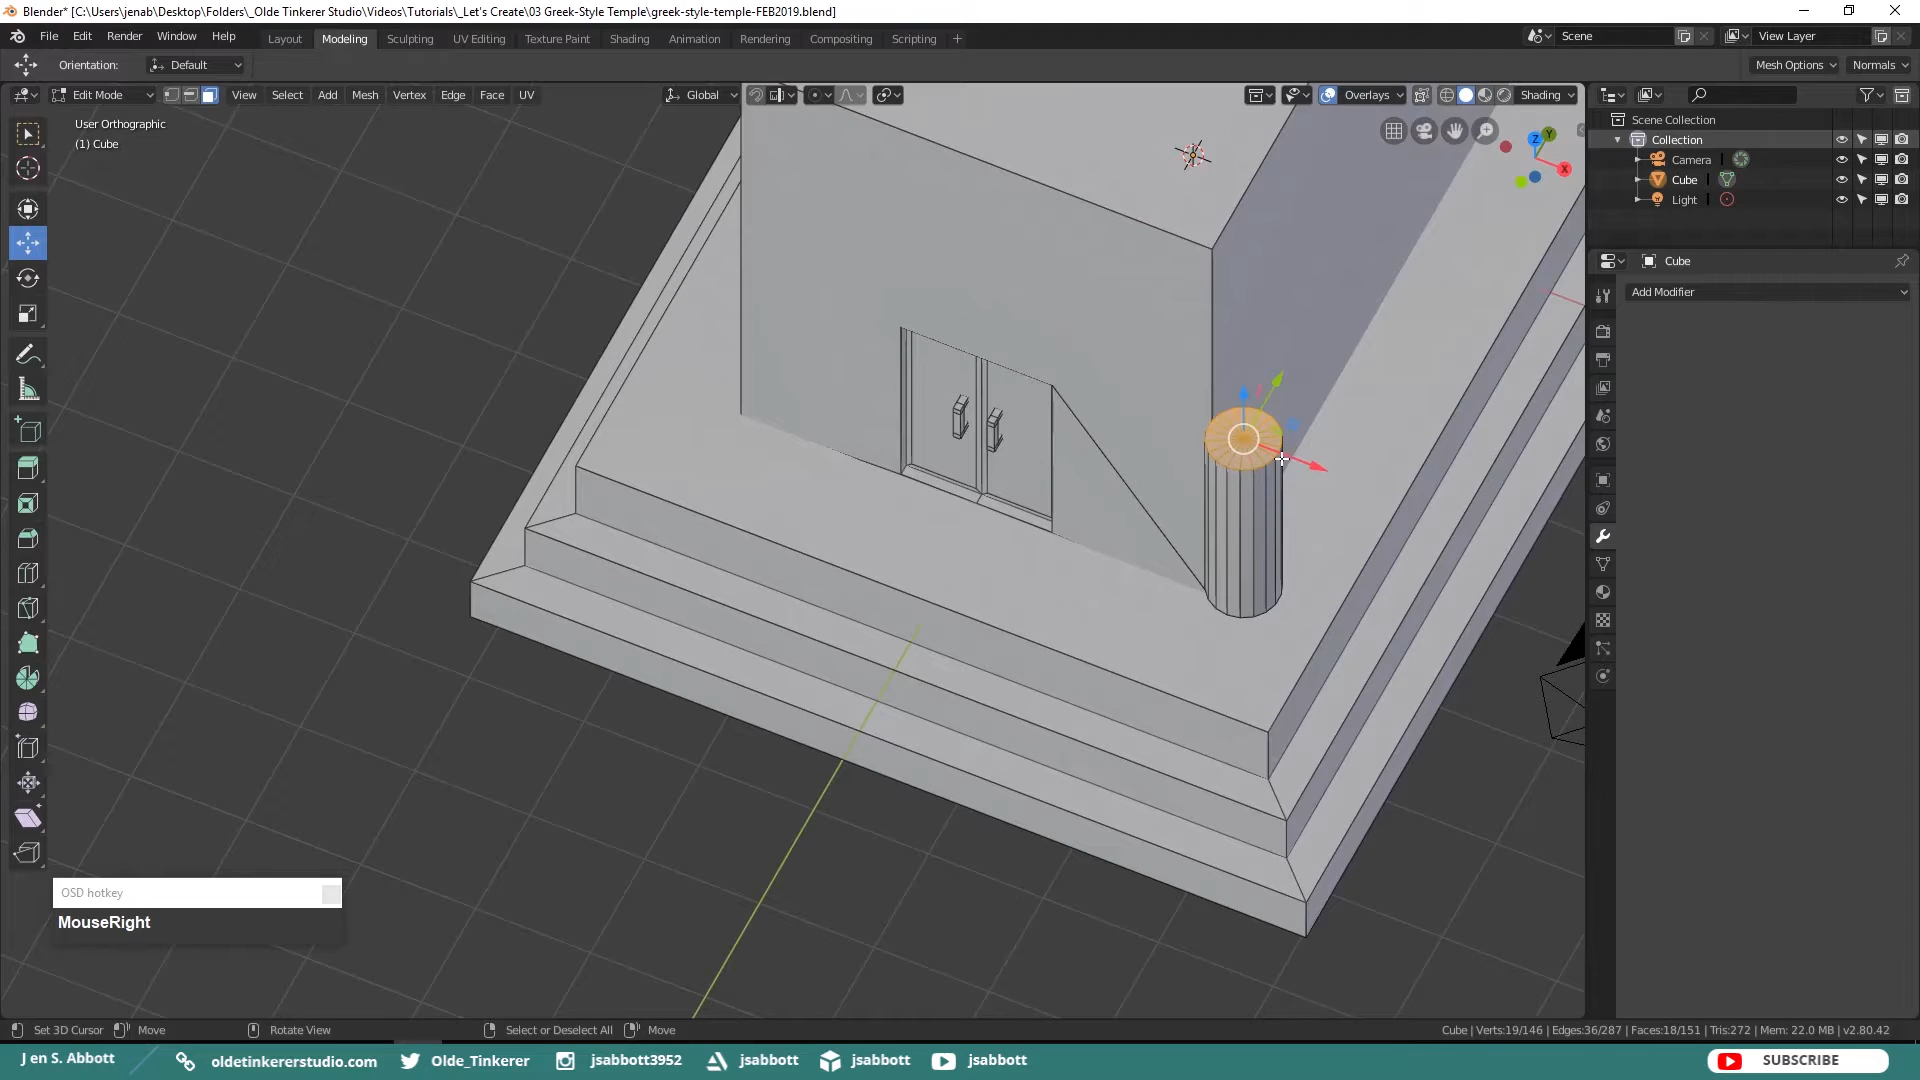 Blender* [C:\Users\jenab\Desktop\Folders\_Olde Tinkerer Studio\Videos\Tutorials\_Let's Create\03 Greek-Style Temple\greek-style-temple-FEB2019.blend]
File Edit Render Window Help Layout Modeling Sculpting UV Editing Texture Paint Shading Animation Rendering Compositing Scripting + Scene View Layer
Orientation: Default Mesh Options Normals
Edit Mode View Select Add Mesh Vertex Edge Face UV Global Overlays Shading
User Orthographic
(1) Cube
Z Y X
Scene Collection
Collection
Camera
Cube
Light
Cube
Add Modifier
OSD hotkey
MouseRight
Set 3D Cursor Move Rotate View Select or Deselect All Move Cube | Verts:19/146 | Edges:36/287 | Faces:18/151 | Tris:272 | Mem: 22.0 MB | v2.80.42
J en S. Abbott oldetinkererstudio.com Olde_Tinkerer jsabbott3952 jsabbott jsabbott jsabbott SUBSCRIBE